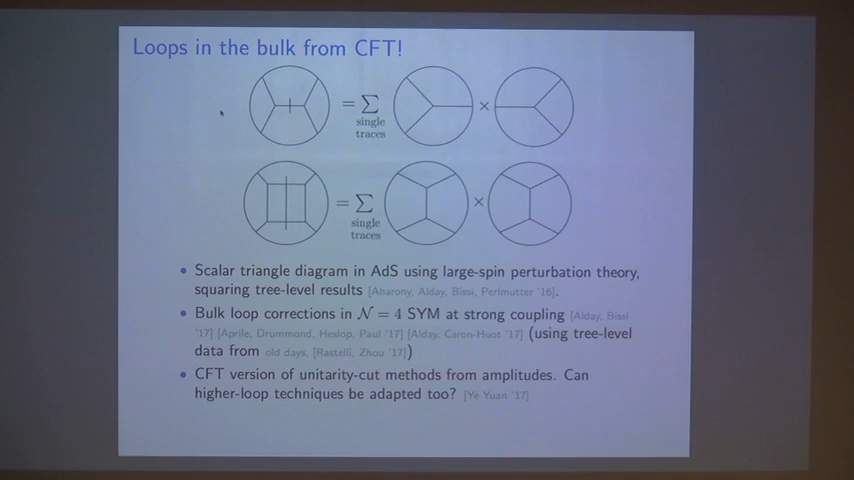 Loops in the bulk from CFT!
= ∑ ×
single
traces
= ∑ ×
single
traces
• Scalar triangle diagram in AdS using large-spin perturbation theory,
squaring tree-level results [Aharony, Alday, Bissi, Perlmutter '16].
• Bulk loop corrections in N = 4 SYM at strong coupling [Alday, Bissi
'17] [Aprile, Drummond, Heslop, Paul '17] [Alday, Caron-Huot '17] (using tree-level
data from old days, [Rastelli, Zhou '17])
• CFT version of unitarity-cut methods from amplitudes. Can
higher-loop techniques be adapted too? [Ye Yuan '17]